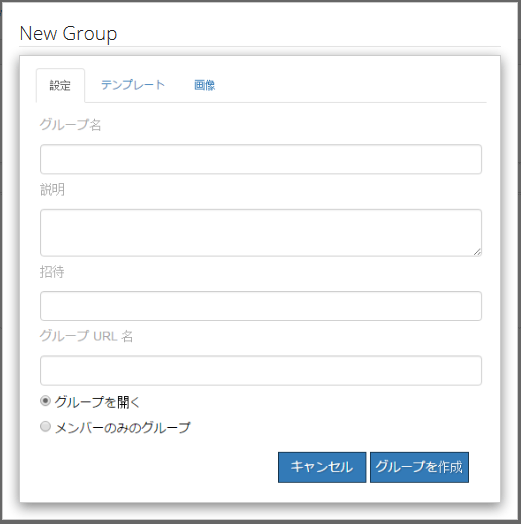 New Group
設定 テンプレート 画像
グループ名
説明
招待
グループ URL 名
グループを開く
メンバーのみのグループ
キャンセル グループを作成